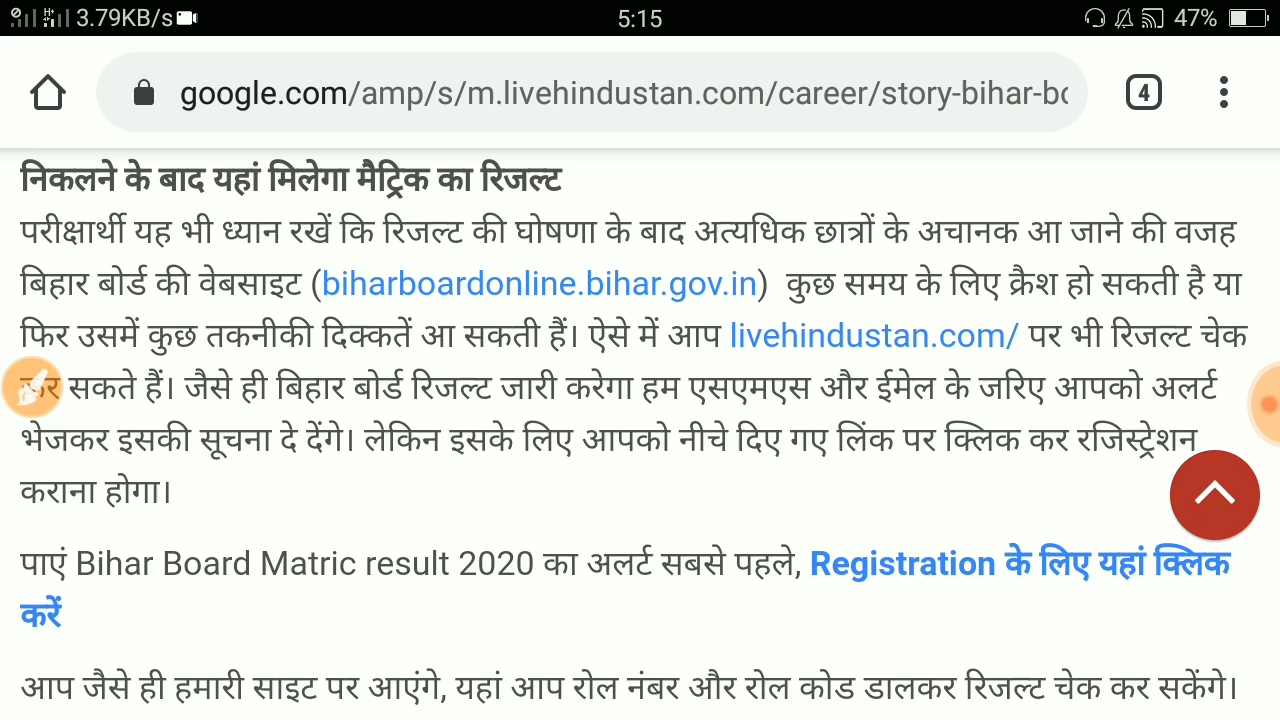 3.79KB/s 5:15 47%
google.com/amp/s/m.livehindustan.com/career/story-bihar-bo 4
निकलने के बाद यहां मिलेगा मैट्रिक का रिजल्ट
परीक्षार्थी यह भी ध्यान रखें कि रिजल्ट की घोषणा के बाद अत्यधिक छात्रों के अचानक आ जाने की वजह
बिहार बोर्ड की वेबसाइट (biharboardonline.bihar.gov.in) कुछ समय के लिए क्रैश हो सकती है या
फिर उसमें कुछ तकनीकी दिक्कतें आ सकती हैं। ऐसे में आप livehindustan.com/ पर भी रिजल्ट चेक
कर सकते हैं। जैसे ही बिहार बोर्ड रिजल्ट जारी करेगा हम एसएमएस और ईमेल के जरिए आपको अलर्ट
भेजकर इसकी सूचना दे देंगे। लेकिन इसके लिए आपको नीचे दिए गए लिंक पर क्लिक कर रजिस्ट्रेशन
कराना होगा।
पाएं Bihar Board Matric result 2020 का अलर्ट सबसे पहले, Registration के लिए यहां क्लिक
करें
आप जैसे ही हमारी साइट पर आएंगे, यहां आप रोल नंबर और रोल कोड डालकर रिजल्ट चेक कर सकेंगे।